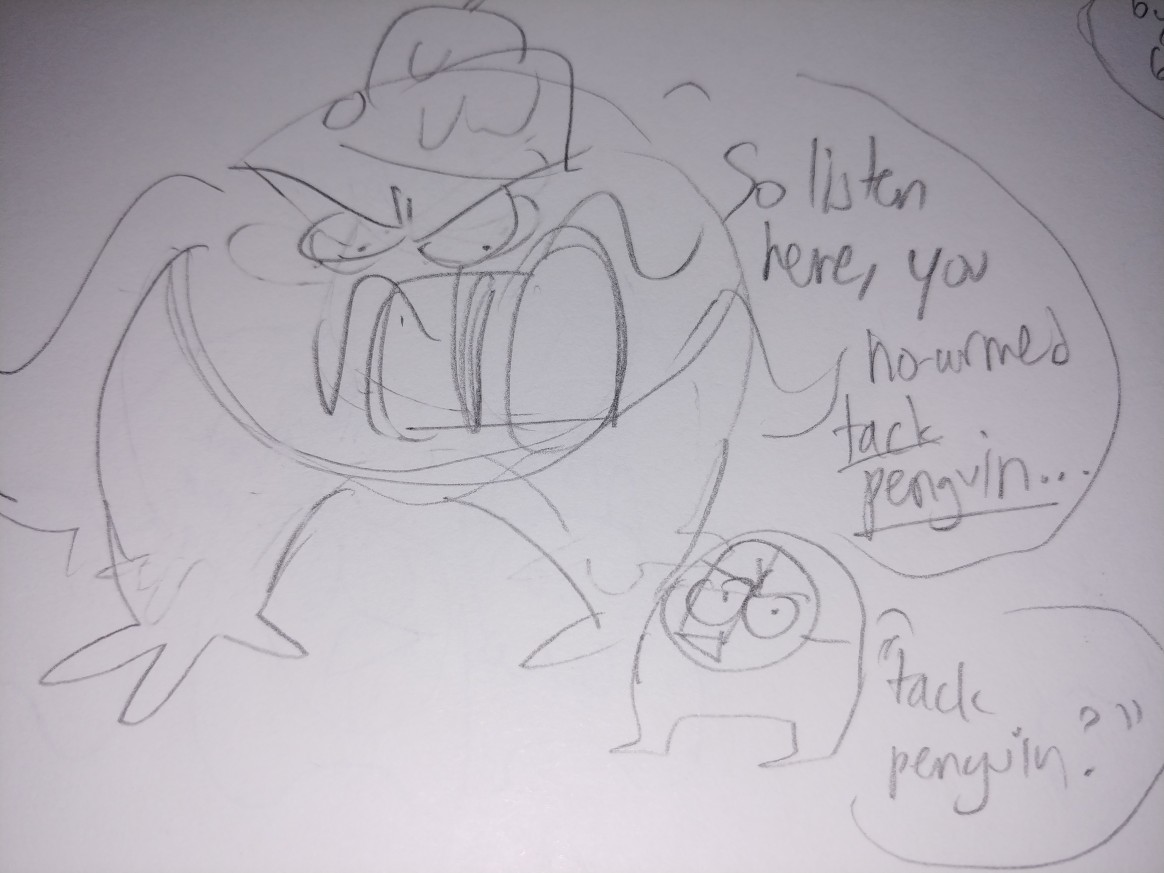 So listen
here, you
no-armed
tack
penguin...
"tack
penguin?"